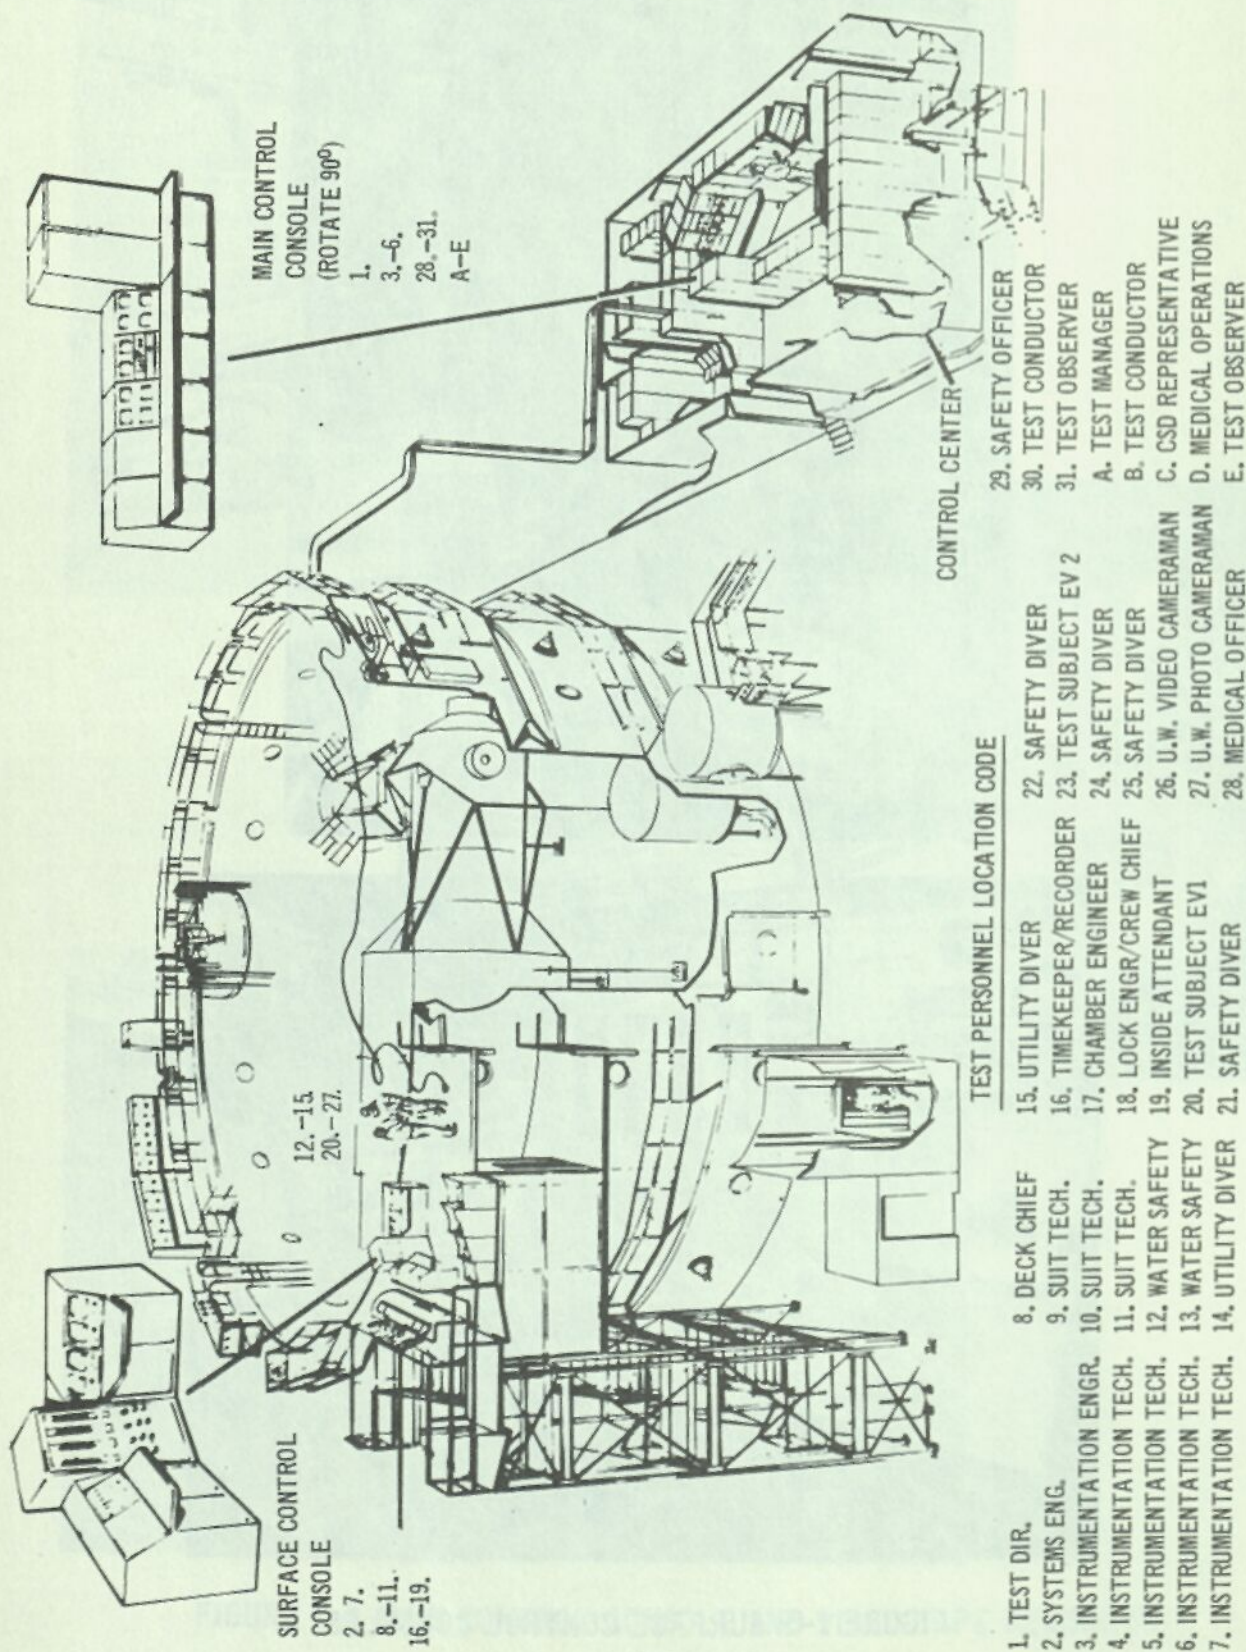 MAIN CONTROL
CONSOLE
(ROTATE 90⁰)
1.
3.-6.
28.-31.
A-E
SURFACE CONTROL
CONSOLE
2. 7.
8.-11.
16.-19.
12.-15.
20.-27.
CONTROL CENTER
TEST PERSONNEL LOCATION CODE
1. TEST DIR.
2. SYSTEMS ENG.
3. INSTRUMENTATION ENGR.
4. INSTRUMENTATION TECH.
5. INSTRUMENTATION TECH.
6. INSTRUMENTATION TECH.
7. INSTRUMENTATION TECH.
8. DECK CHIEF
9. SUIT TECH.
10. SUIT TECH.
11. SUIT TECH.
12. WATER SAFETY
13. WATER SAFETY
14. UTILITY DIVER
15. UTILITY DIVER
16. TIMEKEEPER/RECORDER
17. CHAMBER ENGINEER
18. LOCK ENGR/CREW CHIEF
19. INSIDE ATTENDANT
20. TEST SUBJECT EV1
21. SAFETY DIVER
22. SAFETY DIVER
23. TEST SUBJECT EV 2
24. SAFETY DIVER
25. SAFETY DIVER
26. U.W. VIDEO CAMERAMAN
27. U.W. PHOTO CAMERAMAN
28. MEDICAL OFFICER
29. SAFETY OFFICER
30. TEST CONDUCTOR
31. TEST OBSERVER
A. TEST MANAGER
B. TEST CONDUCTOR
C. CSD REPRESENTATIVE
D. MEDICAL OPERATIONS
E. TEST OBSERVER